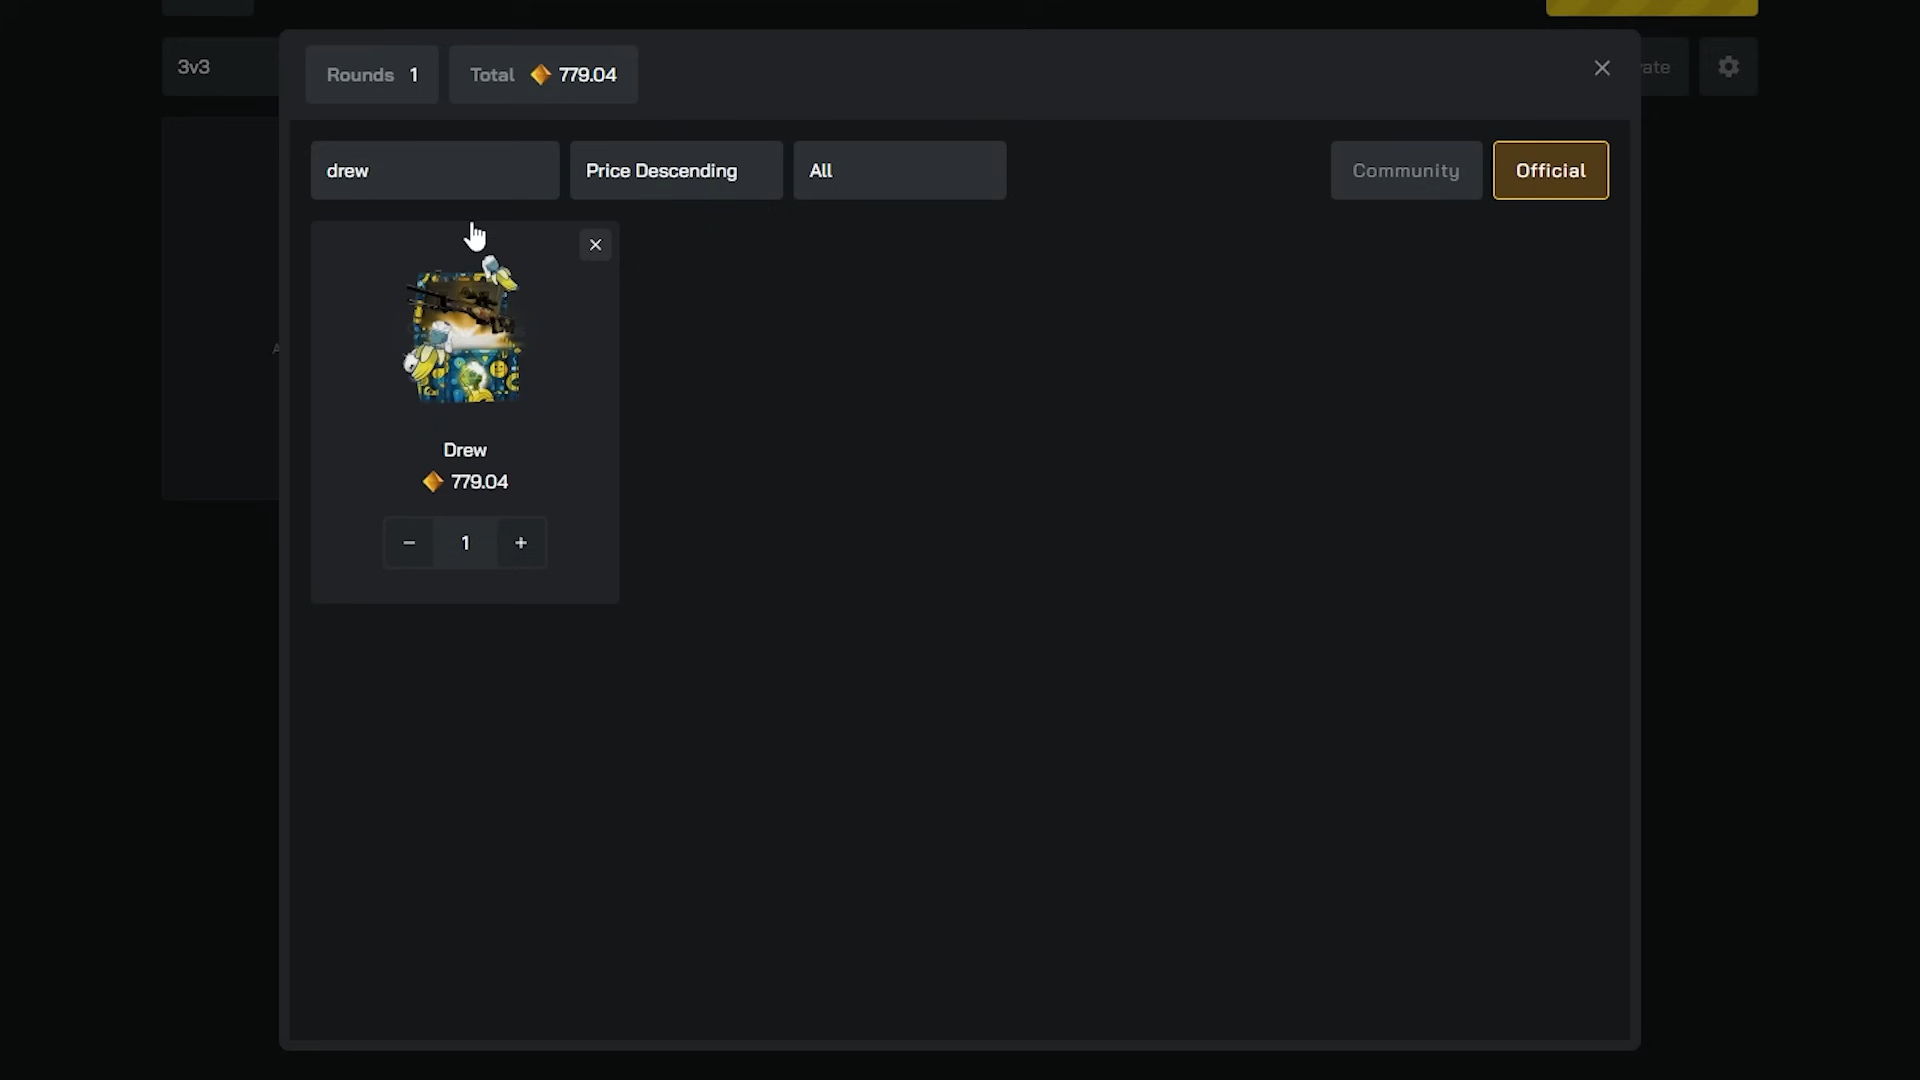 3v3
Rounds 1
Total 779.04
drew
Price Descending
All
Community
Official
Drew
779.04
− 1 +